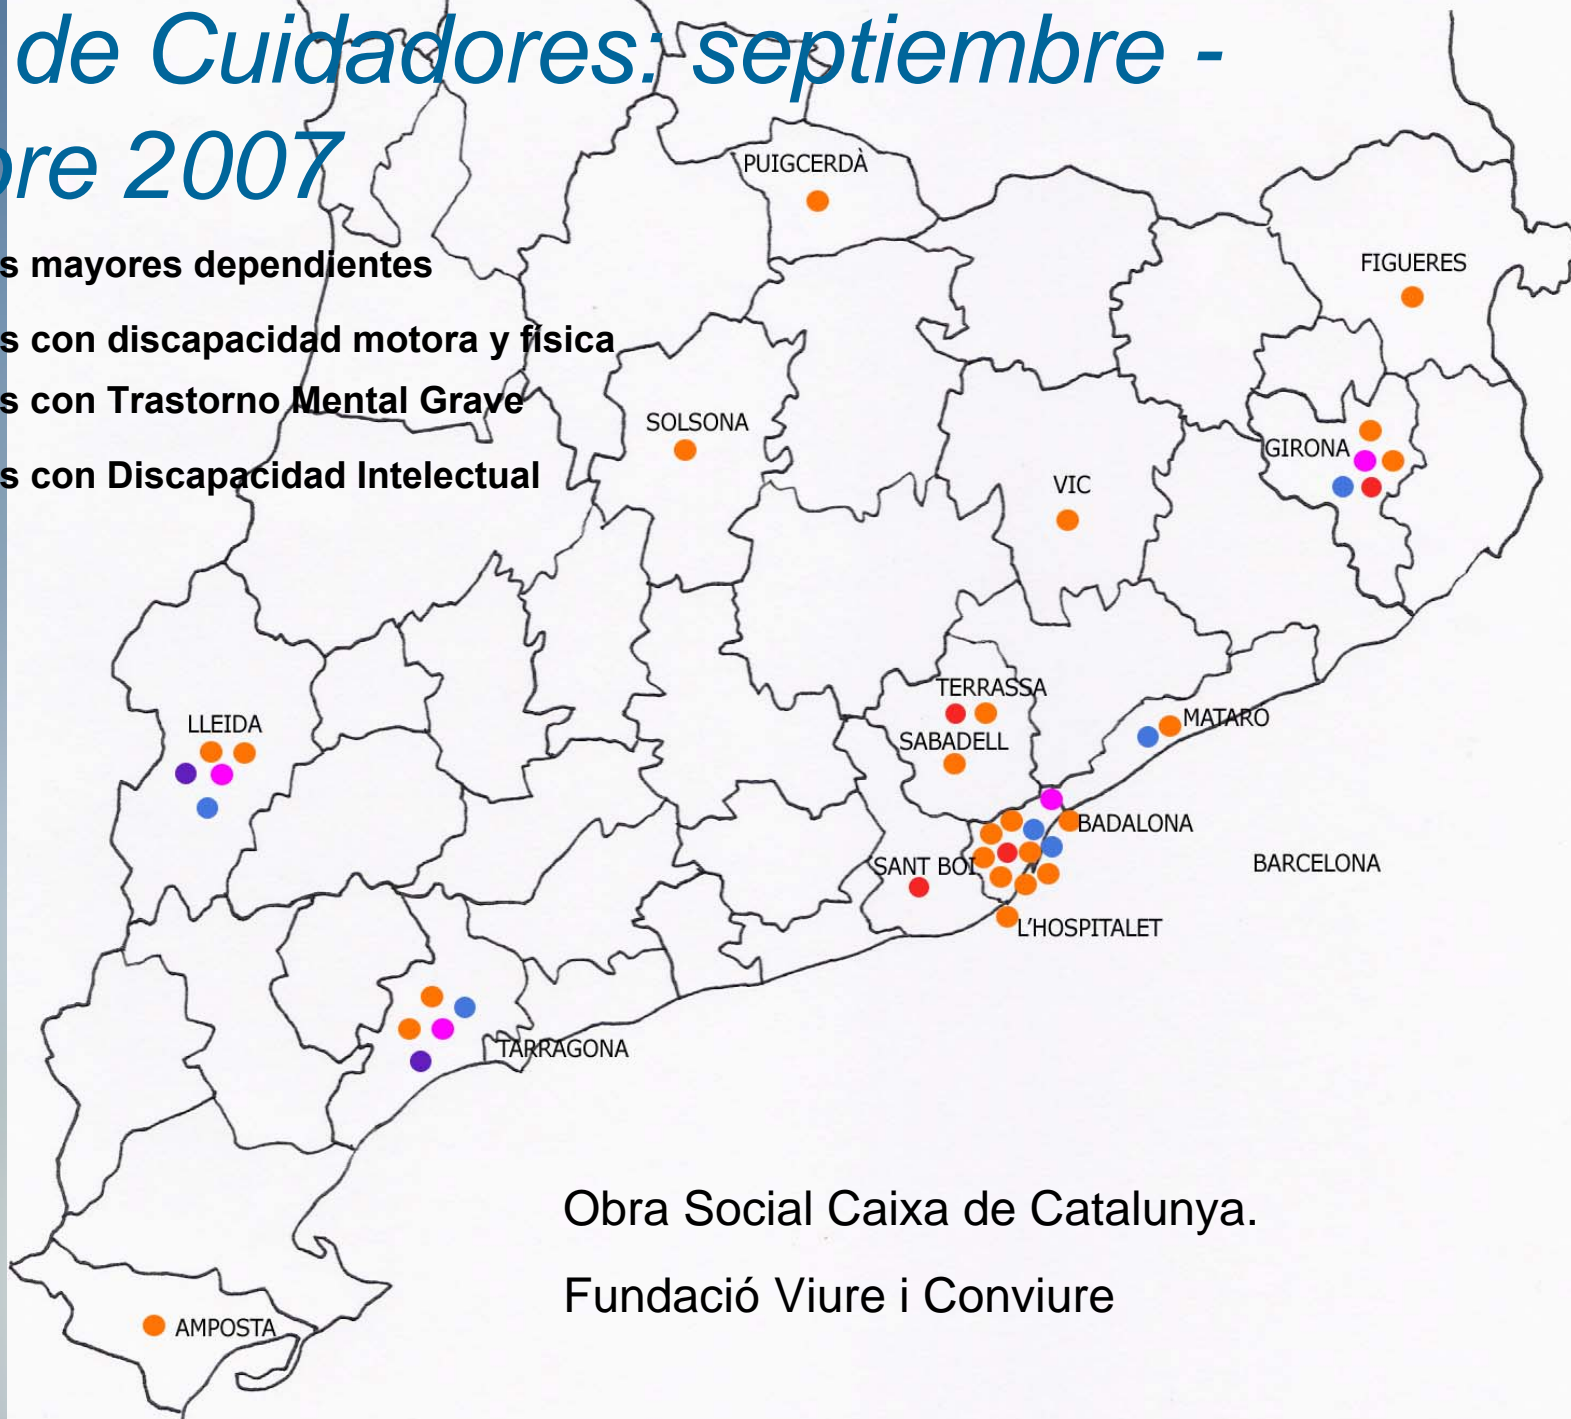 de Cuidadores: septiembre -
bre 2007
s mayores dependientes
s con discapacidad motora y física
s con Trastorno Mental Grave
s con Discapacidad Intelectual
PUIGCERDÀ
FIGUERES
SOLSONA
GIRONA
VIC
TERRASSA
LLEIDA
MATARÓ
SABADELL
BADALONA
SANT BOI
BARCELONA
L'HOSPITALET
TARRAGONA
Obra Social Caixa de Catalunya.
Fundació Viure i Conviure
AMPOSTA